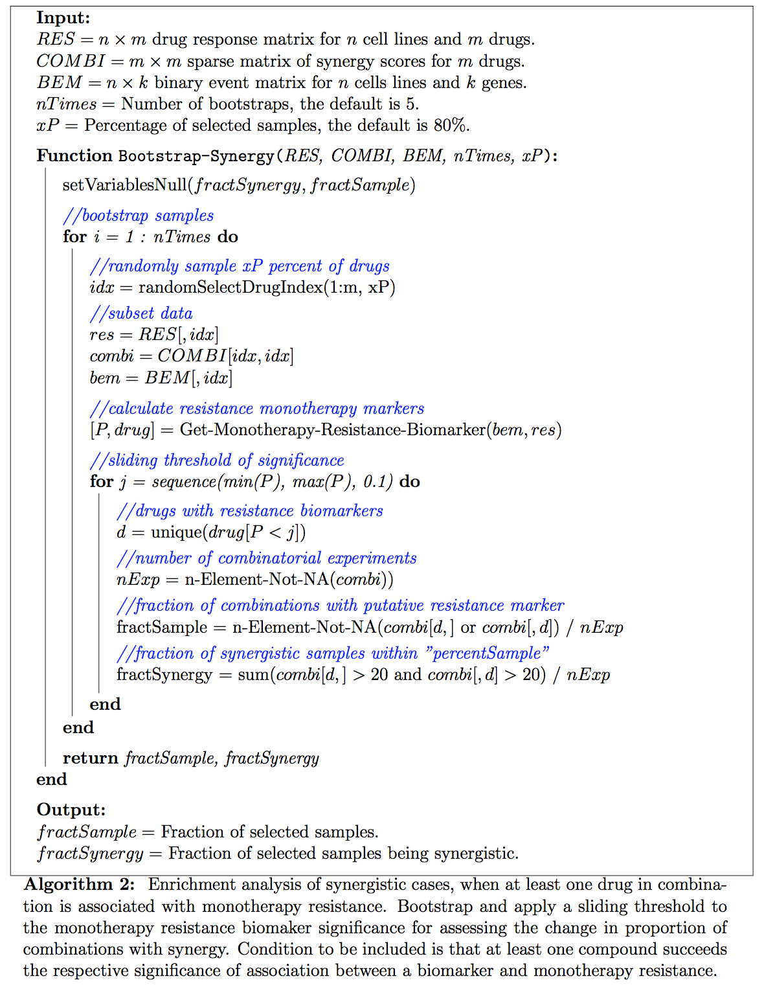 Input:
RES = n × m drug response matrix for n cell lines and m drugs.
COMBI = m × m sparse matrix of synergy scores for m drugs.
BEM = n × k binary event matrix for n cells lines and k genes.
nTimes = Number of bootstraps, the default is 5.
xP = Percentage of selected samples, the default is 80%.
Function Bootstrap-Synergy(RES, COMBI, BEM, nTimes, xP):
setVariablesNull(fractSynergy, fractSample)
//bootstrap samples
for i = 1 : nTimes do
//randomly sample xP percent of drugs
idx = randomSelectDrugIndex(1:m, xP)
//subset data
res = RES[, idx]
combi = COMBI[idx, idx]
bem = BEM[, idx]
//calculate resistance monotherapy markers
[P, drug] = Get-Monotherapy-Resistance-Biomarker(bem, res)
//sliding threshold of significance
for j = sequence(min(P), max(P), 0.1) do
//drugs with resistance biomarkers
d = unique(drug[P < j])
//number of combinatorial experiments
nExp = n-Element-Not-NA(combi))
//fraction of combinations with putative resistance marker
fractSample = n-Element-Not-NA(combi[d, ] or combi[, d]) / nExp
//fraction of synergistic samples within "percentSample"
fractSynergy = sum(combi[d, ] > 20 and combi[, d] > 20) / nExp
end
end
return fractSample, fractSynergy
end
Output:
fractSample = Fraction of selected samples.
fractSynergy = Fraction of selected samples being synergistic.
Algorithm 2: Enrichment analysis of synergistic cases, when at least one drug in combina-
tion is associated with monotherapy resistance. Bootstrap and apply a sliding threshold to
the monotherapy resistance biomaker significance for assessing the change in proportion of
combinations with synergy. Condition to be included is that at least one compound succeeds
the respective significance of association between a biomarker and monotherapy resistance.